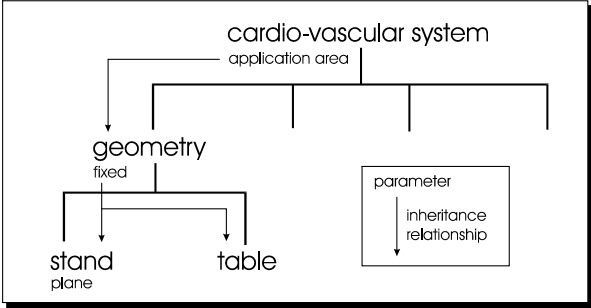 cardio-vascular system
application area
geometry
fixed
stand
plane
table
parameter
inheritance
relationship